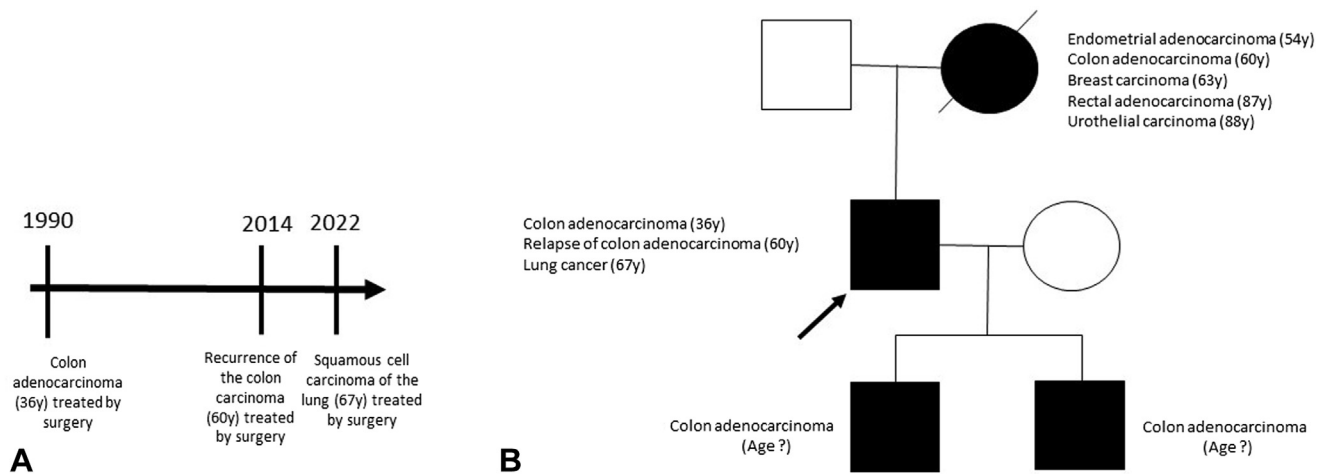 1990
2014
2022
Colon
adenocarcinoma
(36y) treated by
surgery
Recurrence of
the colon
carcinoma
(60y) treated
by surgery
Squamous cell
carcinoma of the
lung (67y) treated
by surgery
A
Endometrial adenocarcinoma (54y)
Colon adenocarcinoma (60y)
Breast carcinoma (63y)
Rectal adenocarcinoma (87y)
Urothelial carcinoma (88y)
Colon adenocarcinoma (36y)
Relapse of colon adenocarcinoma (60y)
Lung cancer (67y)
Colon adenocarcinoma
(Age ?)
Colon adenocarcinoma
(Age ?)
B